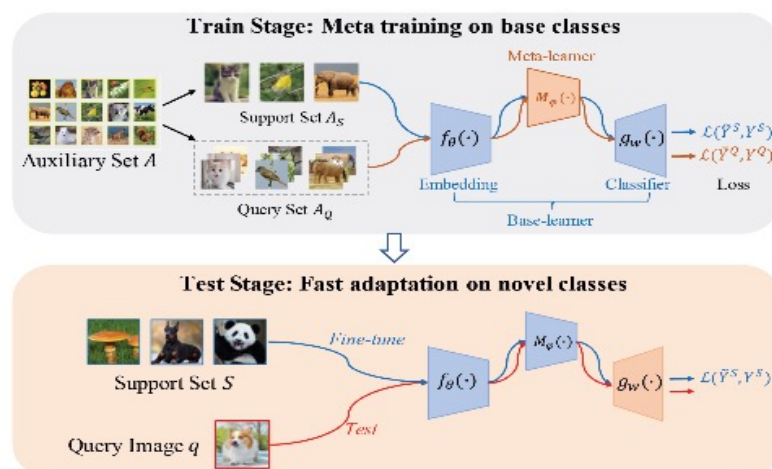 Train Stage: Meta training on base classes
Meta-learner
M_φ(·)
Support Set A_S
f_θ(·)
g_w(·)
ℒ(Ŷ^S, Y^S)
ℒ(Ŷ^Q, Y^Q)
Auxiliary Set A
Embedding
Classifier
Loss
Query Set A_Q
Base-learner
Test Stage: Fast adaptation on novel classes
Fine-tune
M_φ(·)
Support Set S
f_θ(·)
g_w(·)
ℒ(Ŷ^S, Y^S)
Test
Query Image q